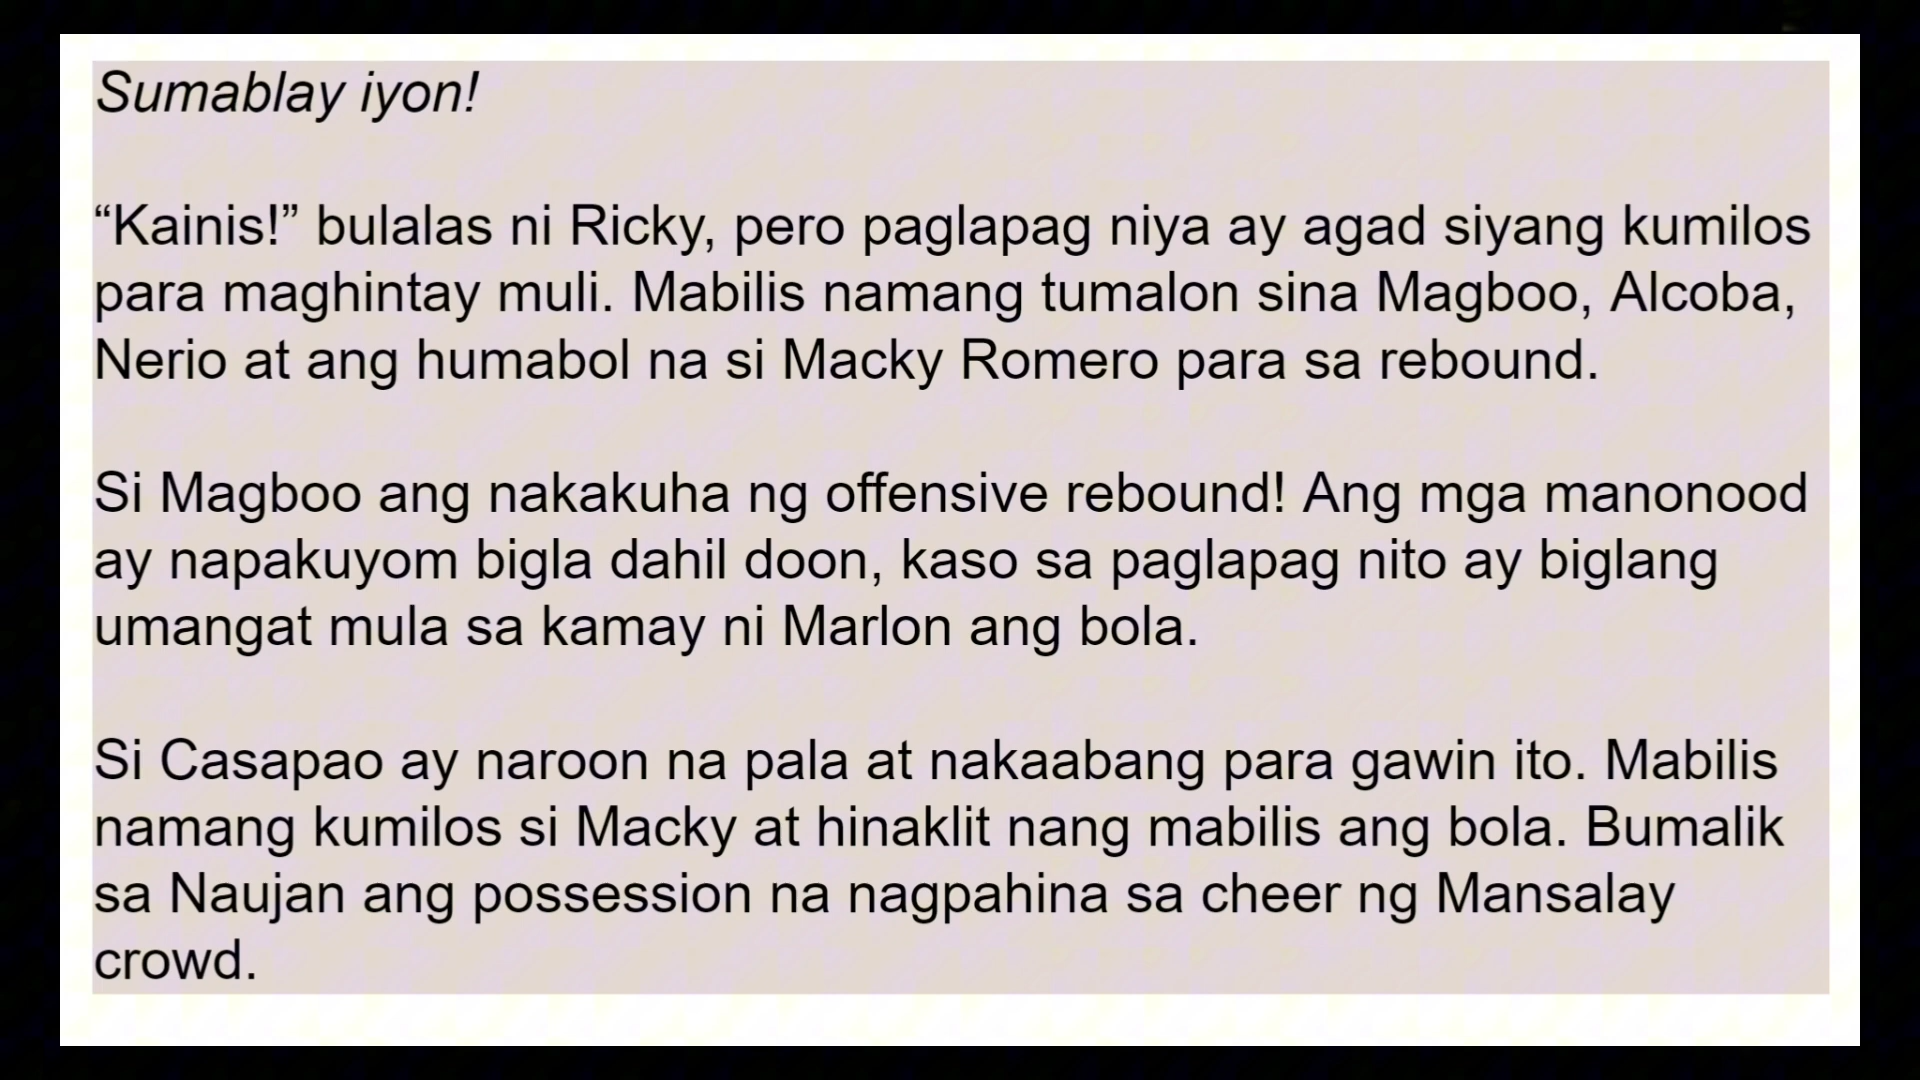 Sumablay iyon!
“Kainis!” bulalas ni Ricky, pero paglapag niya ay agad siyang kumilos
para maghintay muli. Mabilis namang tumalon sina Magboo, Alcoba,
Nerio at ang humabol na si Macky Romero para sa rebound.
Si Magboo ang nakakuha ng offensive rebound! Ang mga manonood
ay napakuyom bigla dahil doon, kaso sa paglapag nito ay biglang
umangat mula sa kamay ni Marlon ang bola.
Si Casapao ay naroon na pala at nakaabang para gawin ito. Mabilis
namang kumilos si Macky at hinaklit nang mabilis ang bola. Bumalik
sa Naujan ang possession na nagpahina sa cheer ng Mansalay
crowd.